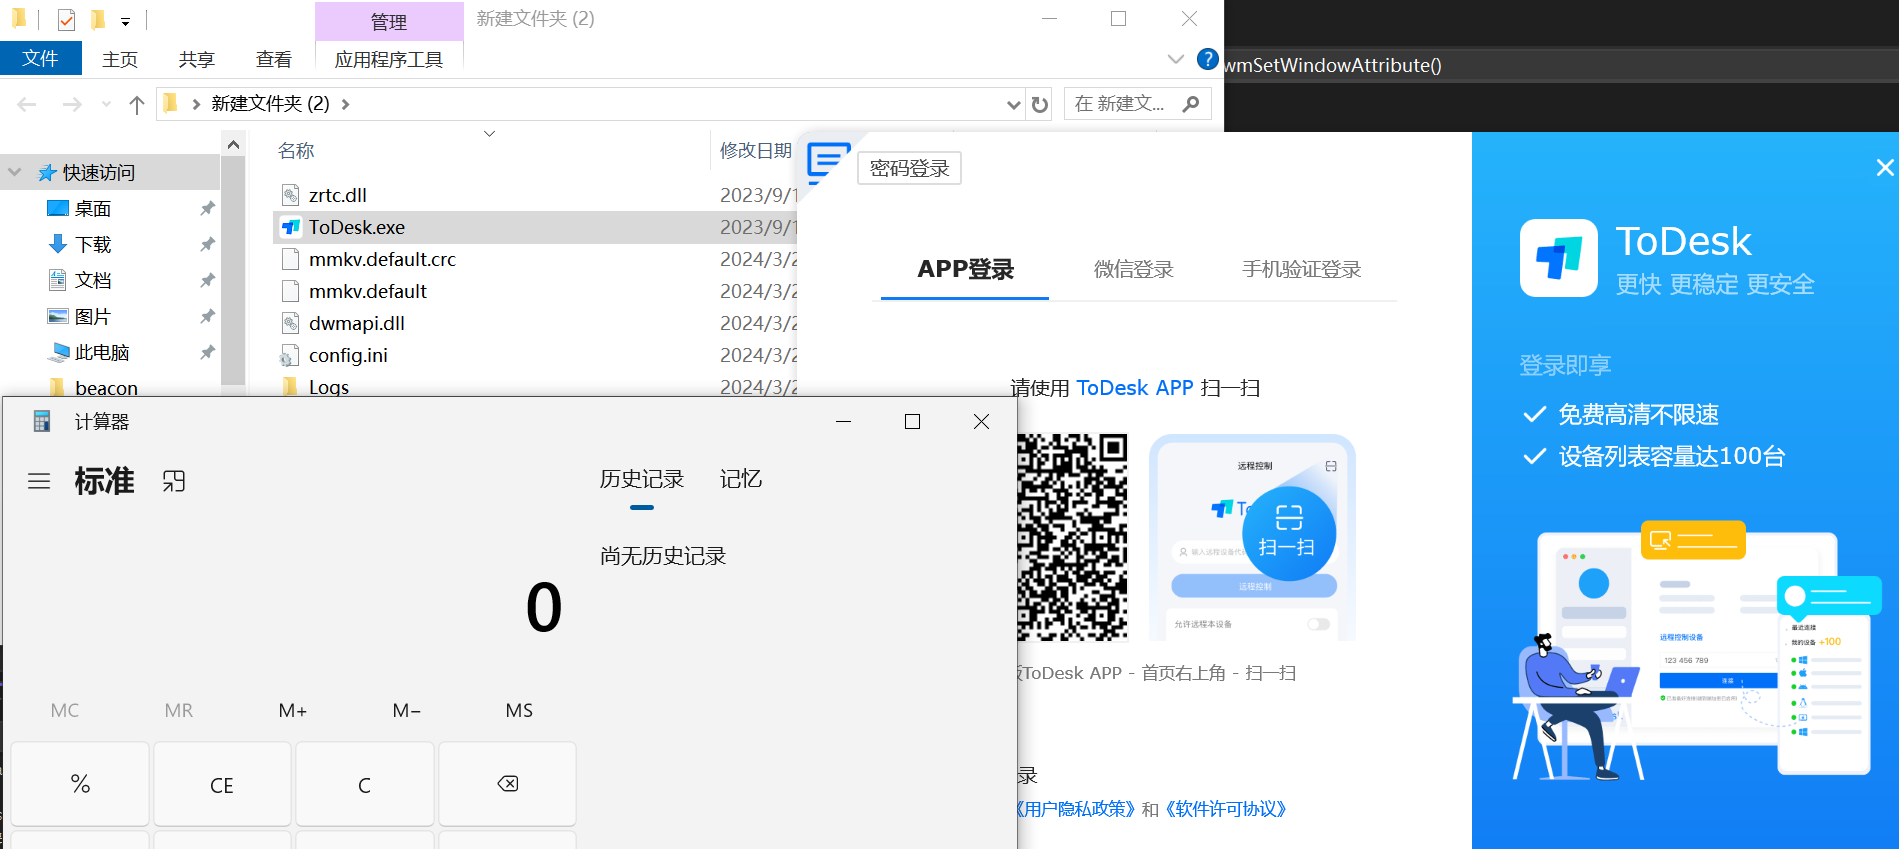 管理
新建文件夹 (2)
文件
主页
共享
查看
应用程序工具
wmSetWindowAttribute()
新建文件夹 (2)
在 新建文...
名称
修改日期
快速访问
桌面
下载
文档
图片
此电脑
beacon
zrtc.dll
2023/9/1
ToDesk.exe
2023/9/1
mmkv.default.crc
2024/3/2
mmkv.default
2024/3/2
dwmapi.dll
2024/3/2
config.ini
2024/3/2
Logs
2024/3/2
密码登录
APP登录
微信登录
手机验证登录
请使用 ToDesk APP 扫一扫
远程控制
扫一扫
远程控制
允许远程本设备
ToDesk APP - 首页右上角 - 扫一扫
录
《用户隐私政策》和《软件许可协议》
ToDesk
更快 更稳定 更安全
登录即享
免费高清不限速
设备列表容量达100台
最近连接
我的设备 +100
远程控制设备
123 456 789
连接
计算器
标准
历史记录
记忆
尚无历史记录
0
MC
MR
M+
M-
MS
%
CE
C